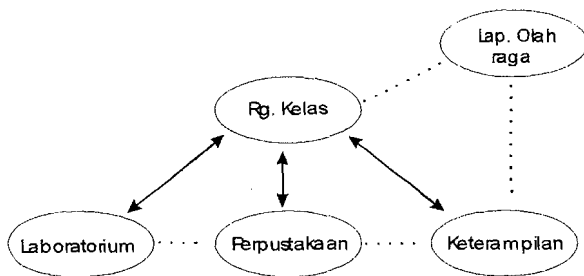 Lap. Olah
raga
Rg. Kelas
Laboratorium
Perpustakaan
Keterampilan